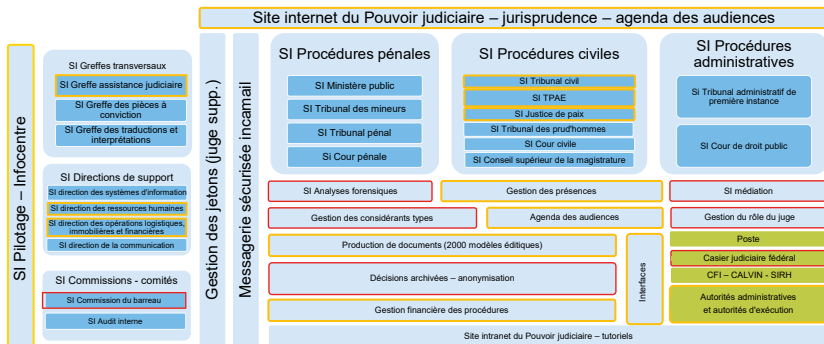 Site internet du Pouvoir judiciaire – jurisprudence – agenda des audiences
SI Pilotage – Infocentre
SI Greffes transversaux
SI Greffe assistance judiciaire
SI Greffe des pièces à
conviction
SI Greffe des traductions et
interprétations
SI Directions de support
SI direction des systèmes d'information
SI direction des ressources humaines
SI direction des opérations logistiques,
immobilières et financières
SI direction de la communication
SI Commissions - comités
SI Commission du barreau
SI Audit interne
Gestion des jetons (juge supp.)
Messagerie sécurisée incamail
SI Procédures pénales
SI Ministère public
SI Tribunal des mineurs
SI Tribunal pénal
Si Cour pénale
SI Procédures civiles
SI Tribunal civil
SI TPAE
SI Justice de paix
SI Tribunal des prud'hommes
SI Cour civile
SI Conseil supérieur de la magistrature
SI Procédures
administratives
Si Tribunal administratif de
première instance
SI Cour de droit public
SI Analyses forensiques
Gestion des présences
SI médiation
Gestion des considérants types
Agenda des audiences
Gestion du rôle du juge
Production de documents (2000 modèles éditiques)
Décisions archivées – anonymisation
Gestion financière des procédures
Interfaces
Poste
Casier judiciaire fédéral
CFI – CALVIN - SIRH
Autorités administratives
et autorités d'exécution
Site intranet du Pouvoir judiciaire – tutoriels